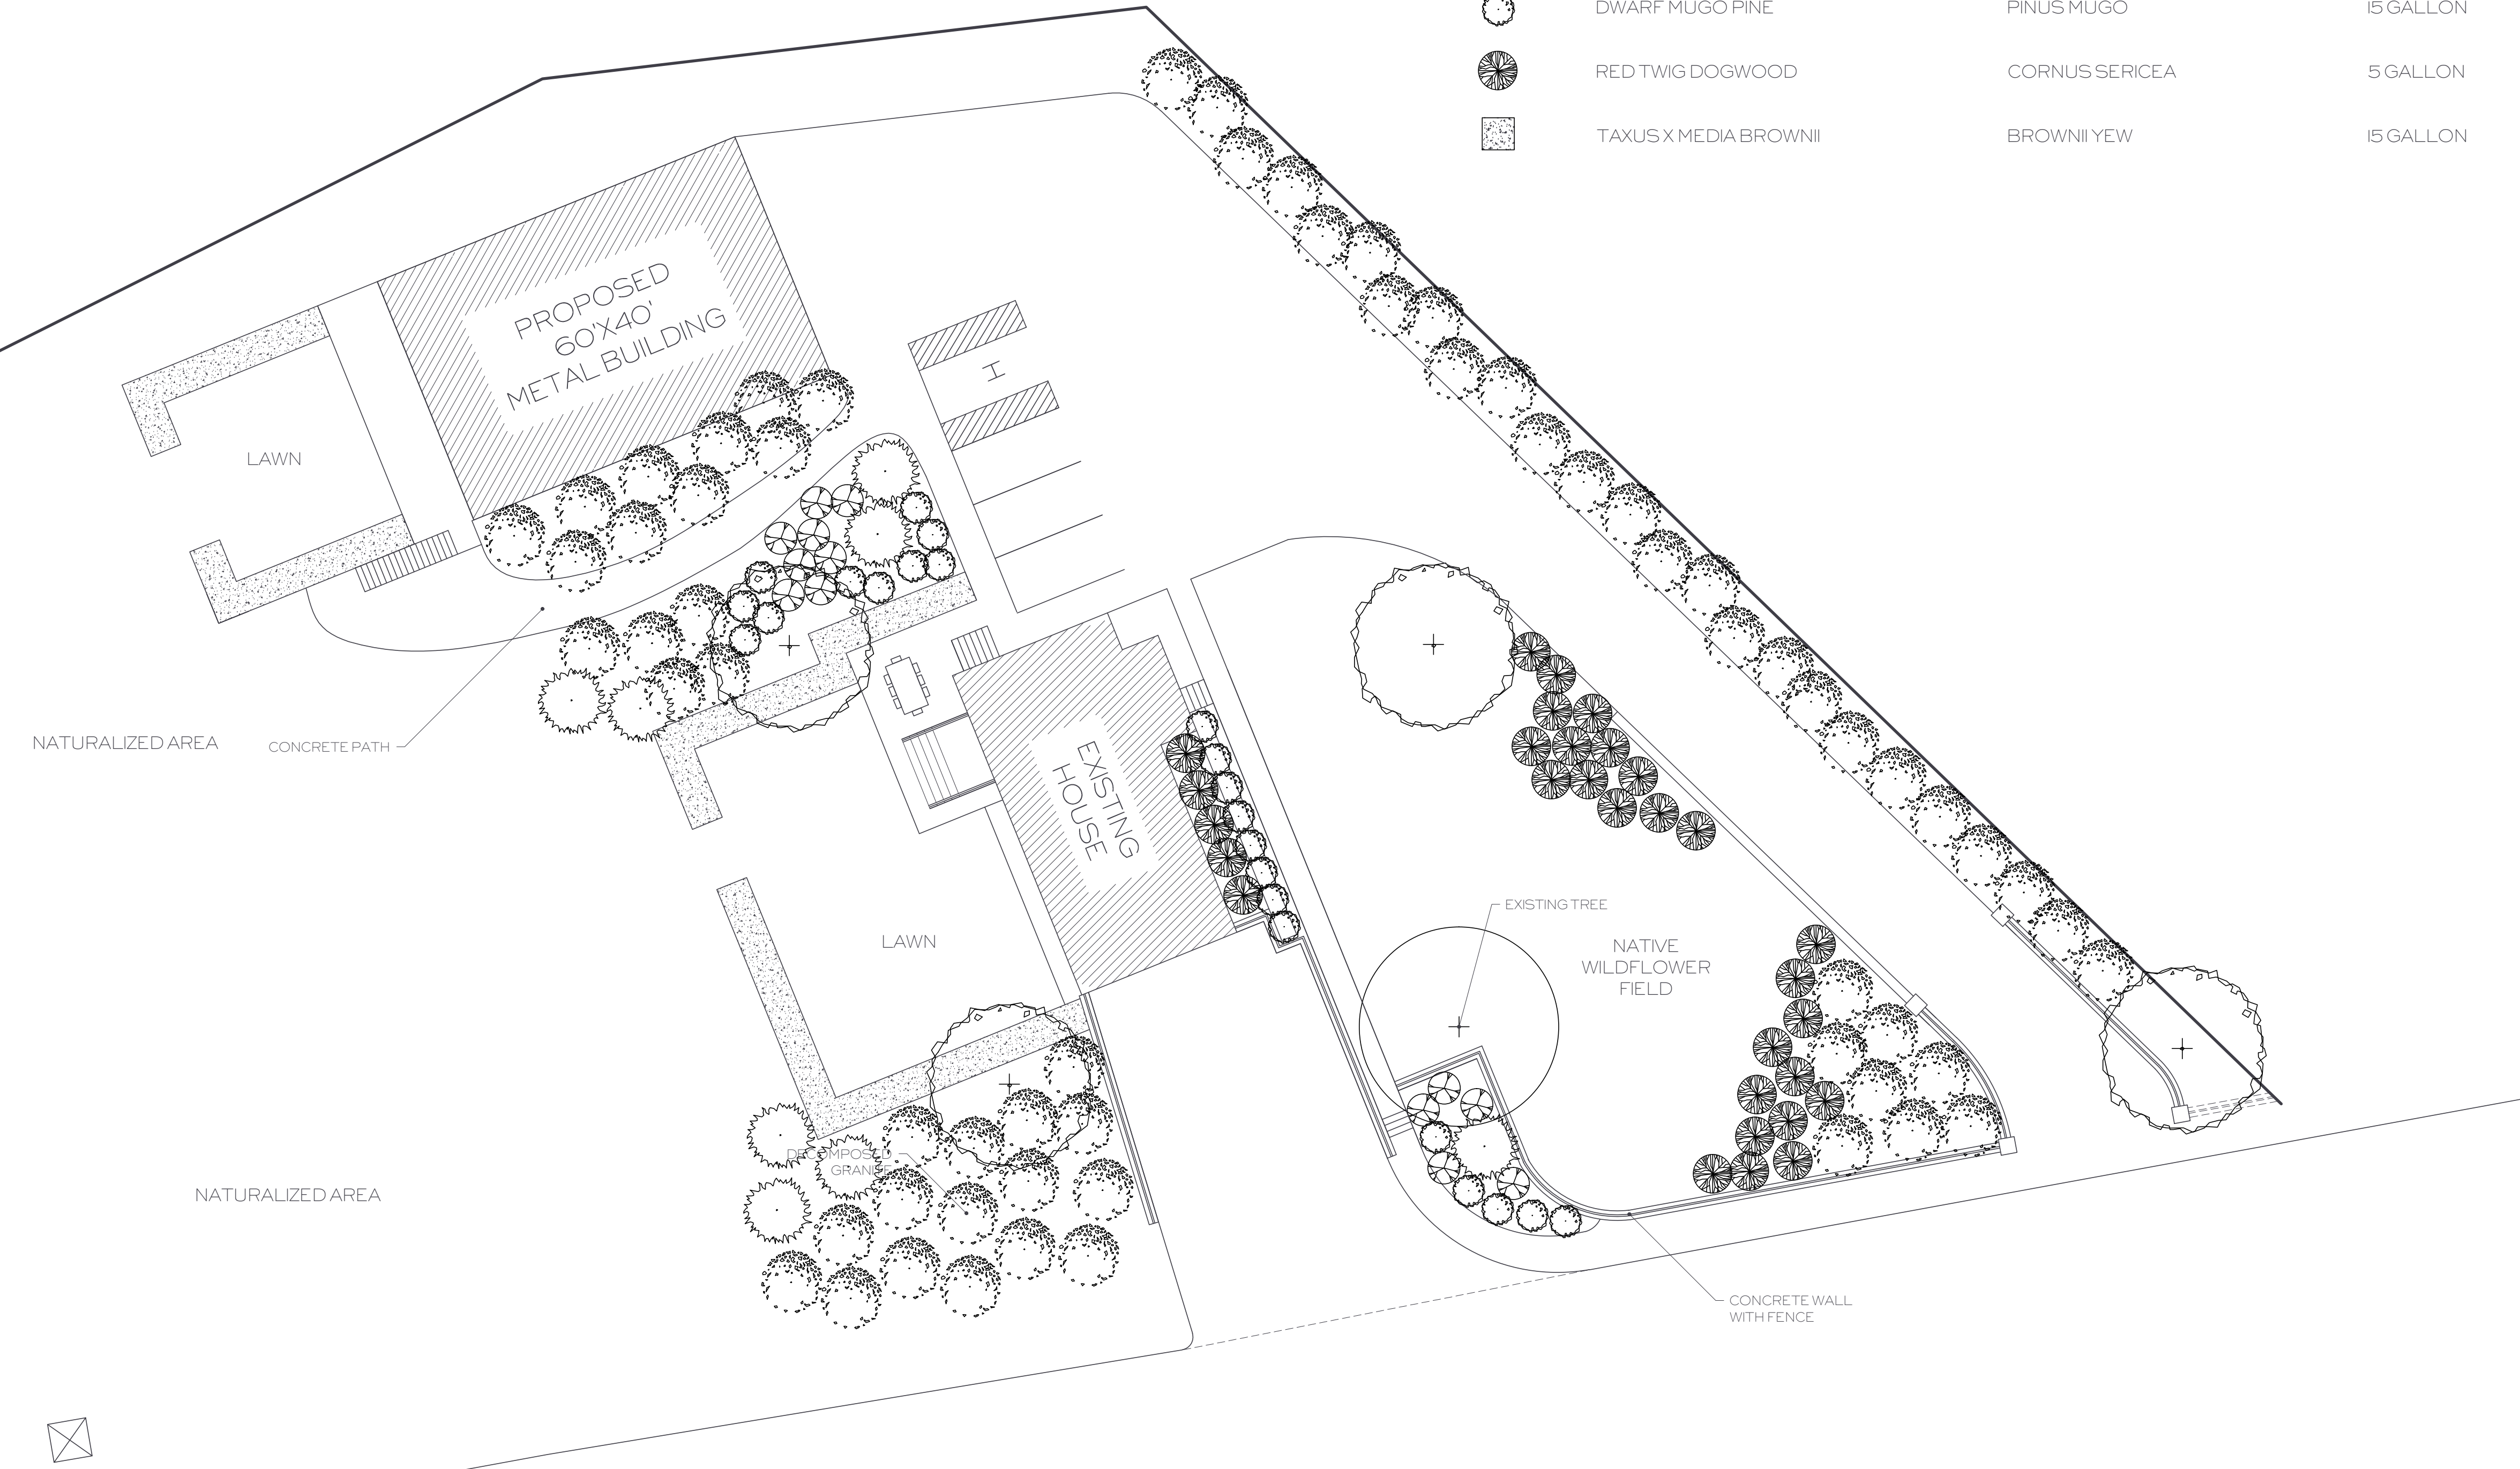 DWARF MUGO PINE PINUS MUGO 15 GALLON
RED TWIG DOGWOOD CORNUS SERICEA 5 GALLON
TAXUS X MEDIA BROWNII BROWNII YEW 15 GALLON
PROPOSED
60'X40'
METAL BUILDING
H
LAWN
NATURALIZED AREA
CONCRETE PATH
EXISTING
HOUSE
EXISTING TREE
LAWN
NATIVE
WILDFLOWER
FIELD
DECOMPOSED
GRANITE
NATURALIZED AREA
CONCRETE WALL
WITH FENCE